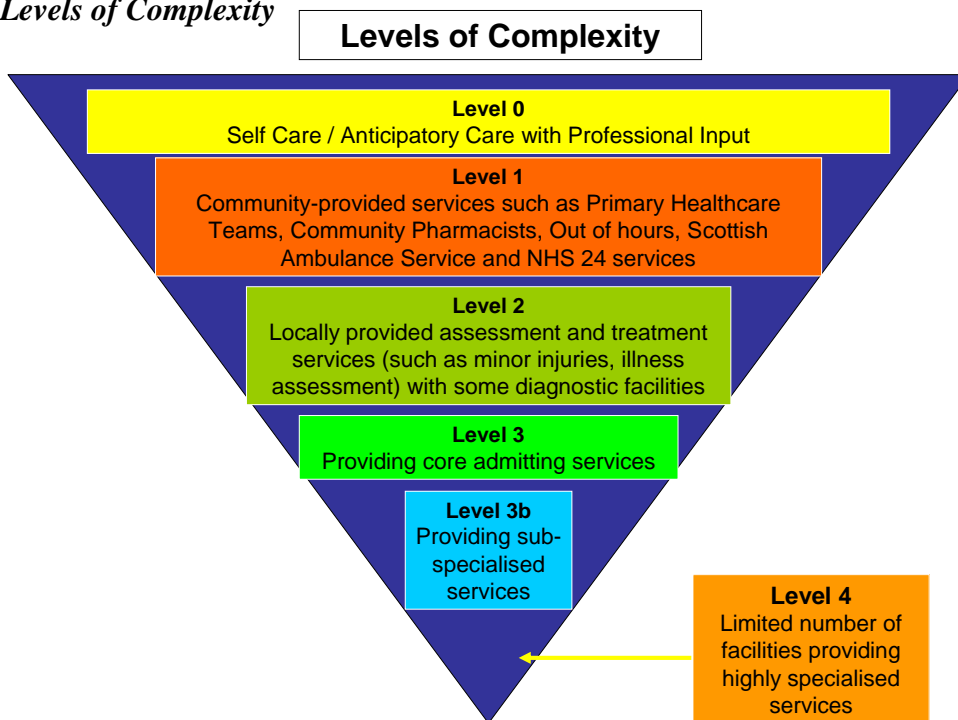 Levels of Complexity
Levels of Complexity
Level 0
Self Care / Anticipatory Care with Professional Input
Level 1
Community-provided services such as Primary Healthcare
Teams, Community Pharmacists, Out of hours, Scottish
Ambulance Service and NHS 24 services
Level 2
Locally provided assessment and treatment
services (such as minor injuries, illness
assessment) with some diagnostic facilities
Level 3
Providing core admitting services
Level 3b
Providing sub-
specialised
services
Level 4
Limited number of
facilities providing
highly specialised
services